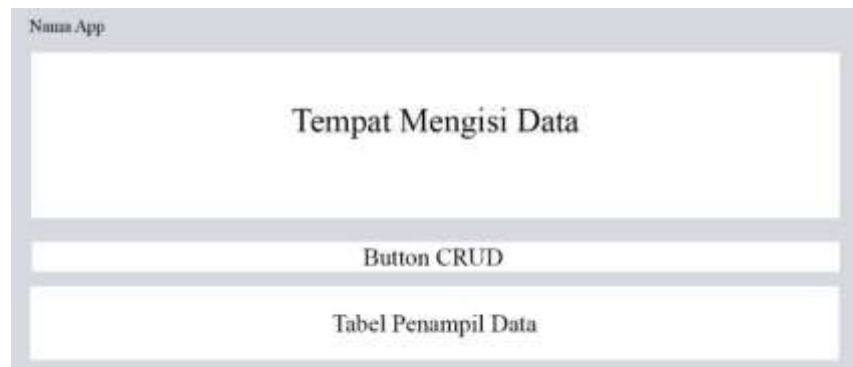 Nama App
Tempat Mengisi Data
Button CRUD
Tabel Penampil Data